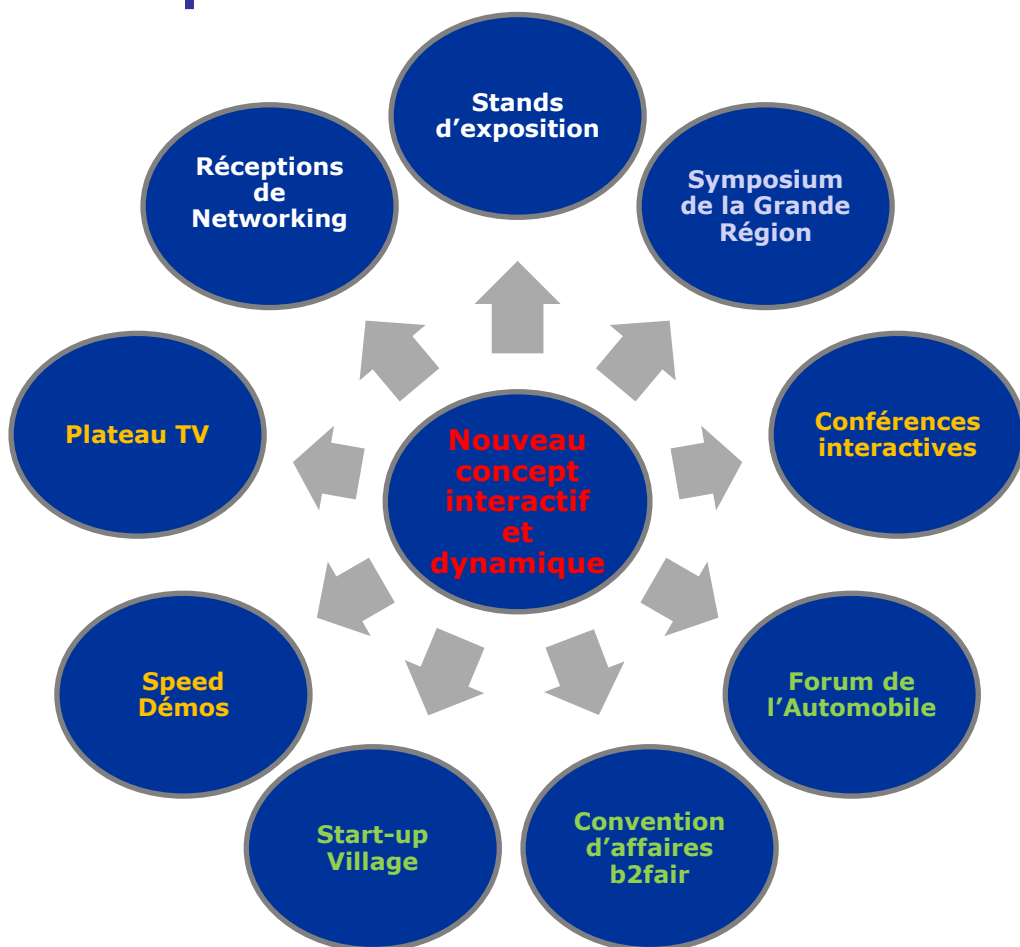 Stands
d’exposition
Symposium
de la Grande
Région
Conférences
interactives
Forum de
l’Automobile
Convention
d’affaires
b2fair
Start-up
Village
Speed
Démos
Plateau TV
Réceptions
de
Networking
Nouveau
concept
interactif
et
dynamique